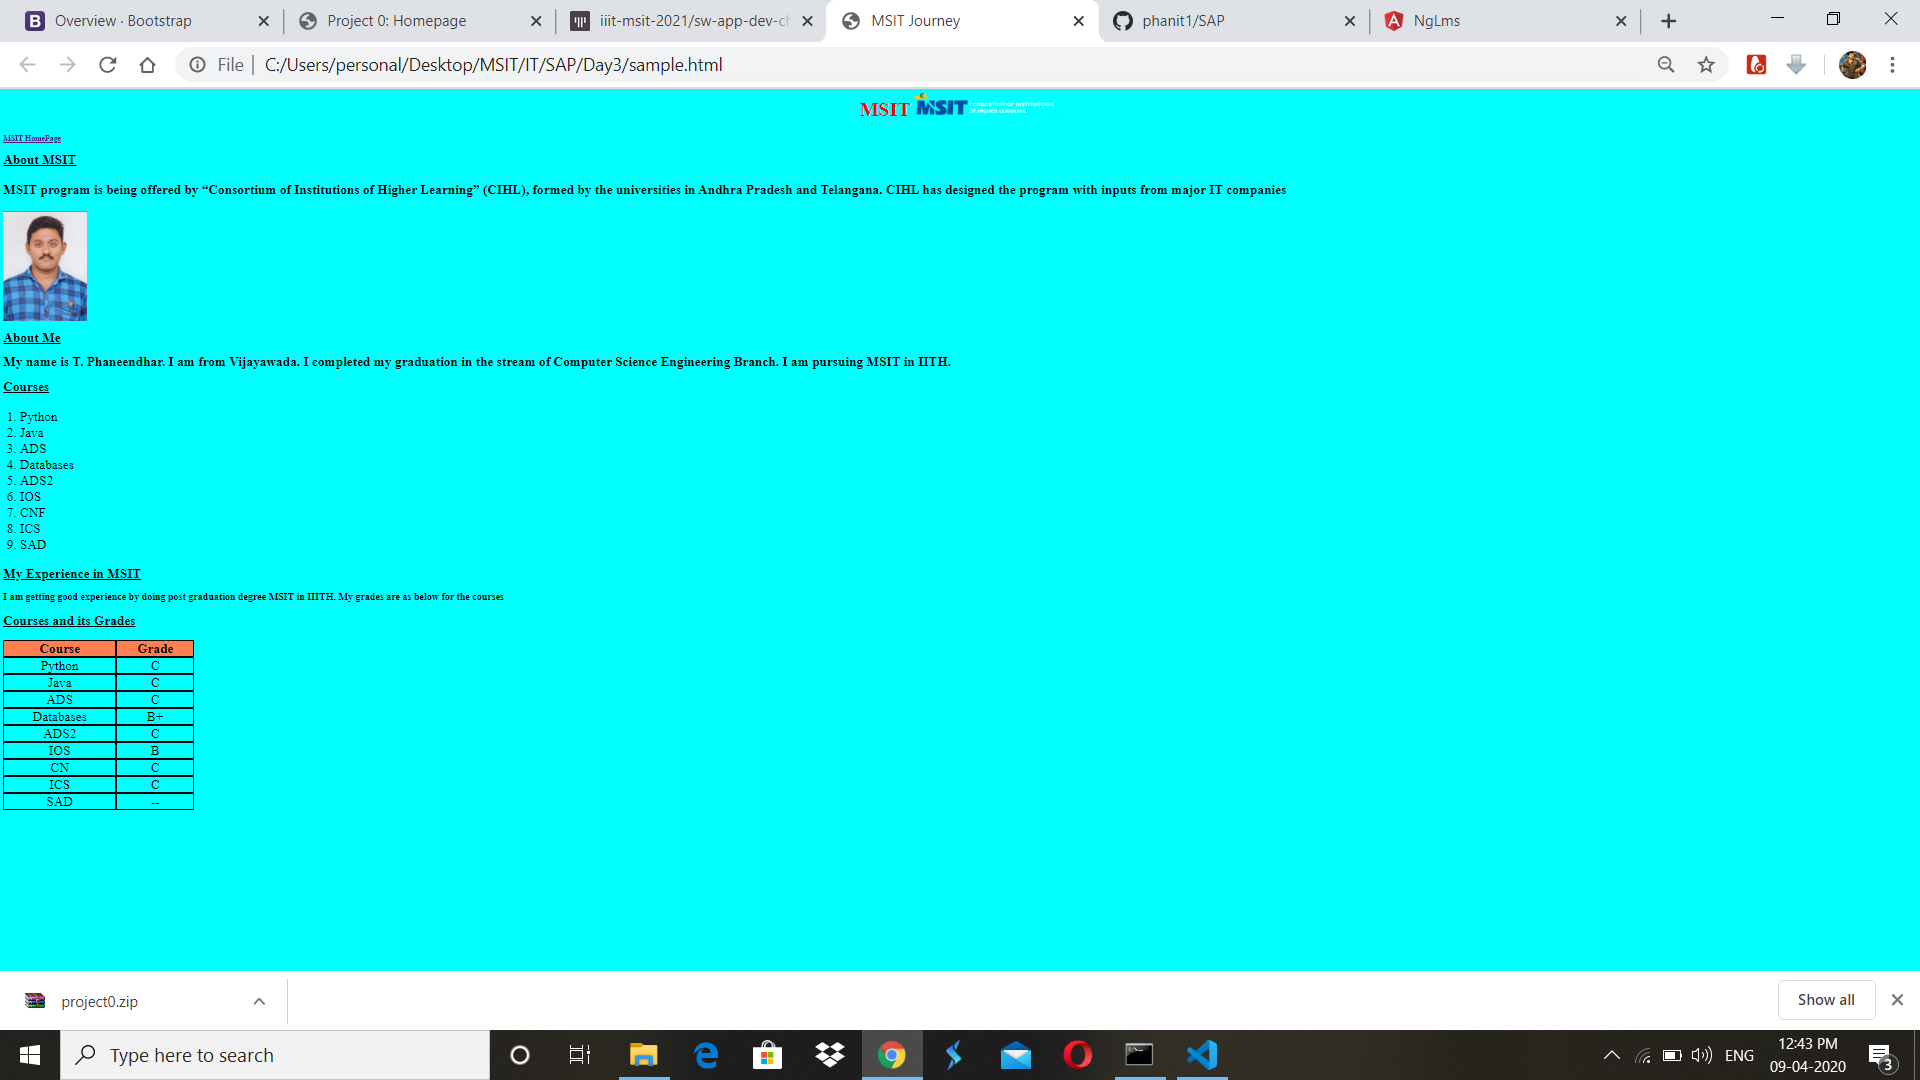 Overview · Bootstrap
Project 0: Homepage
iiit-msit-2021/sw-app-dev-ch
MSIT Journey
phanit1/SAP
NgLms
File
C:/Users/personal/Desktop/MSIT/IT/SAP/Day3/sample.html
MSIT MSIT CONSORTIUM OF INSTITUTIONS
OF HIGHER LEARNING
MSIT HomePage
About MSIT
MSIT program is being offered by “Consortium of Institutions of Higher Learning” (CIHL), formed by the universities in Andhra Pradesh and Telangana. CIHL has designed the program with inputs from major IT companies
About Me
My name is T. Phaneendhar. I am from Vijayawada. I completed my graduation in the stream of Computer Science Engineering Branch. I am pursuing MSIT in IITH.
Courses
1. Python
2. Java
3. ADS
4. Databases
5. ADS2
6. IOS
7. CNF
8. ICS
9. SAD
My Experience in MSIT
I am getting good experience by doing post graduation degree MSIT in IIITH. My grades are as below for the courses
Courses and its Grades
Course Grade
Python C
Java C
ADS C
Databases B+
ADS2 C
IOS B
CN C
ICS C
SAD --
project0.zip
Show all
Type here to search
ENG
12:43 PM
09-04-2020
3